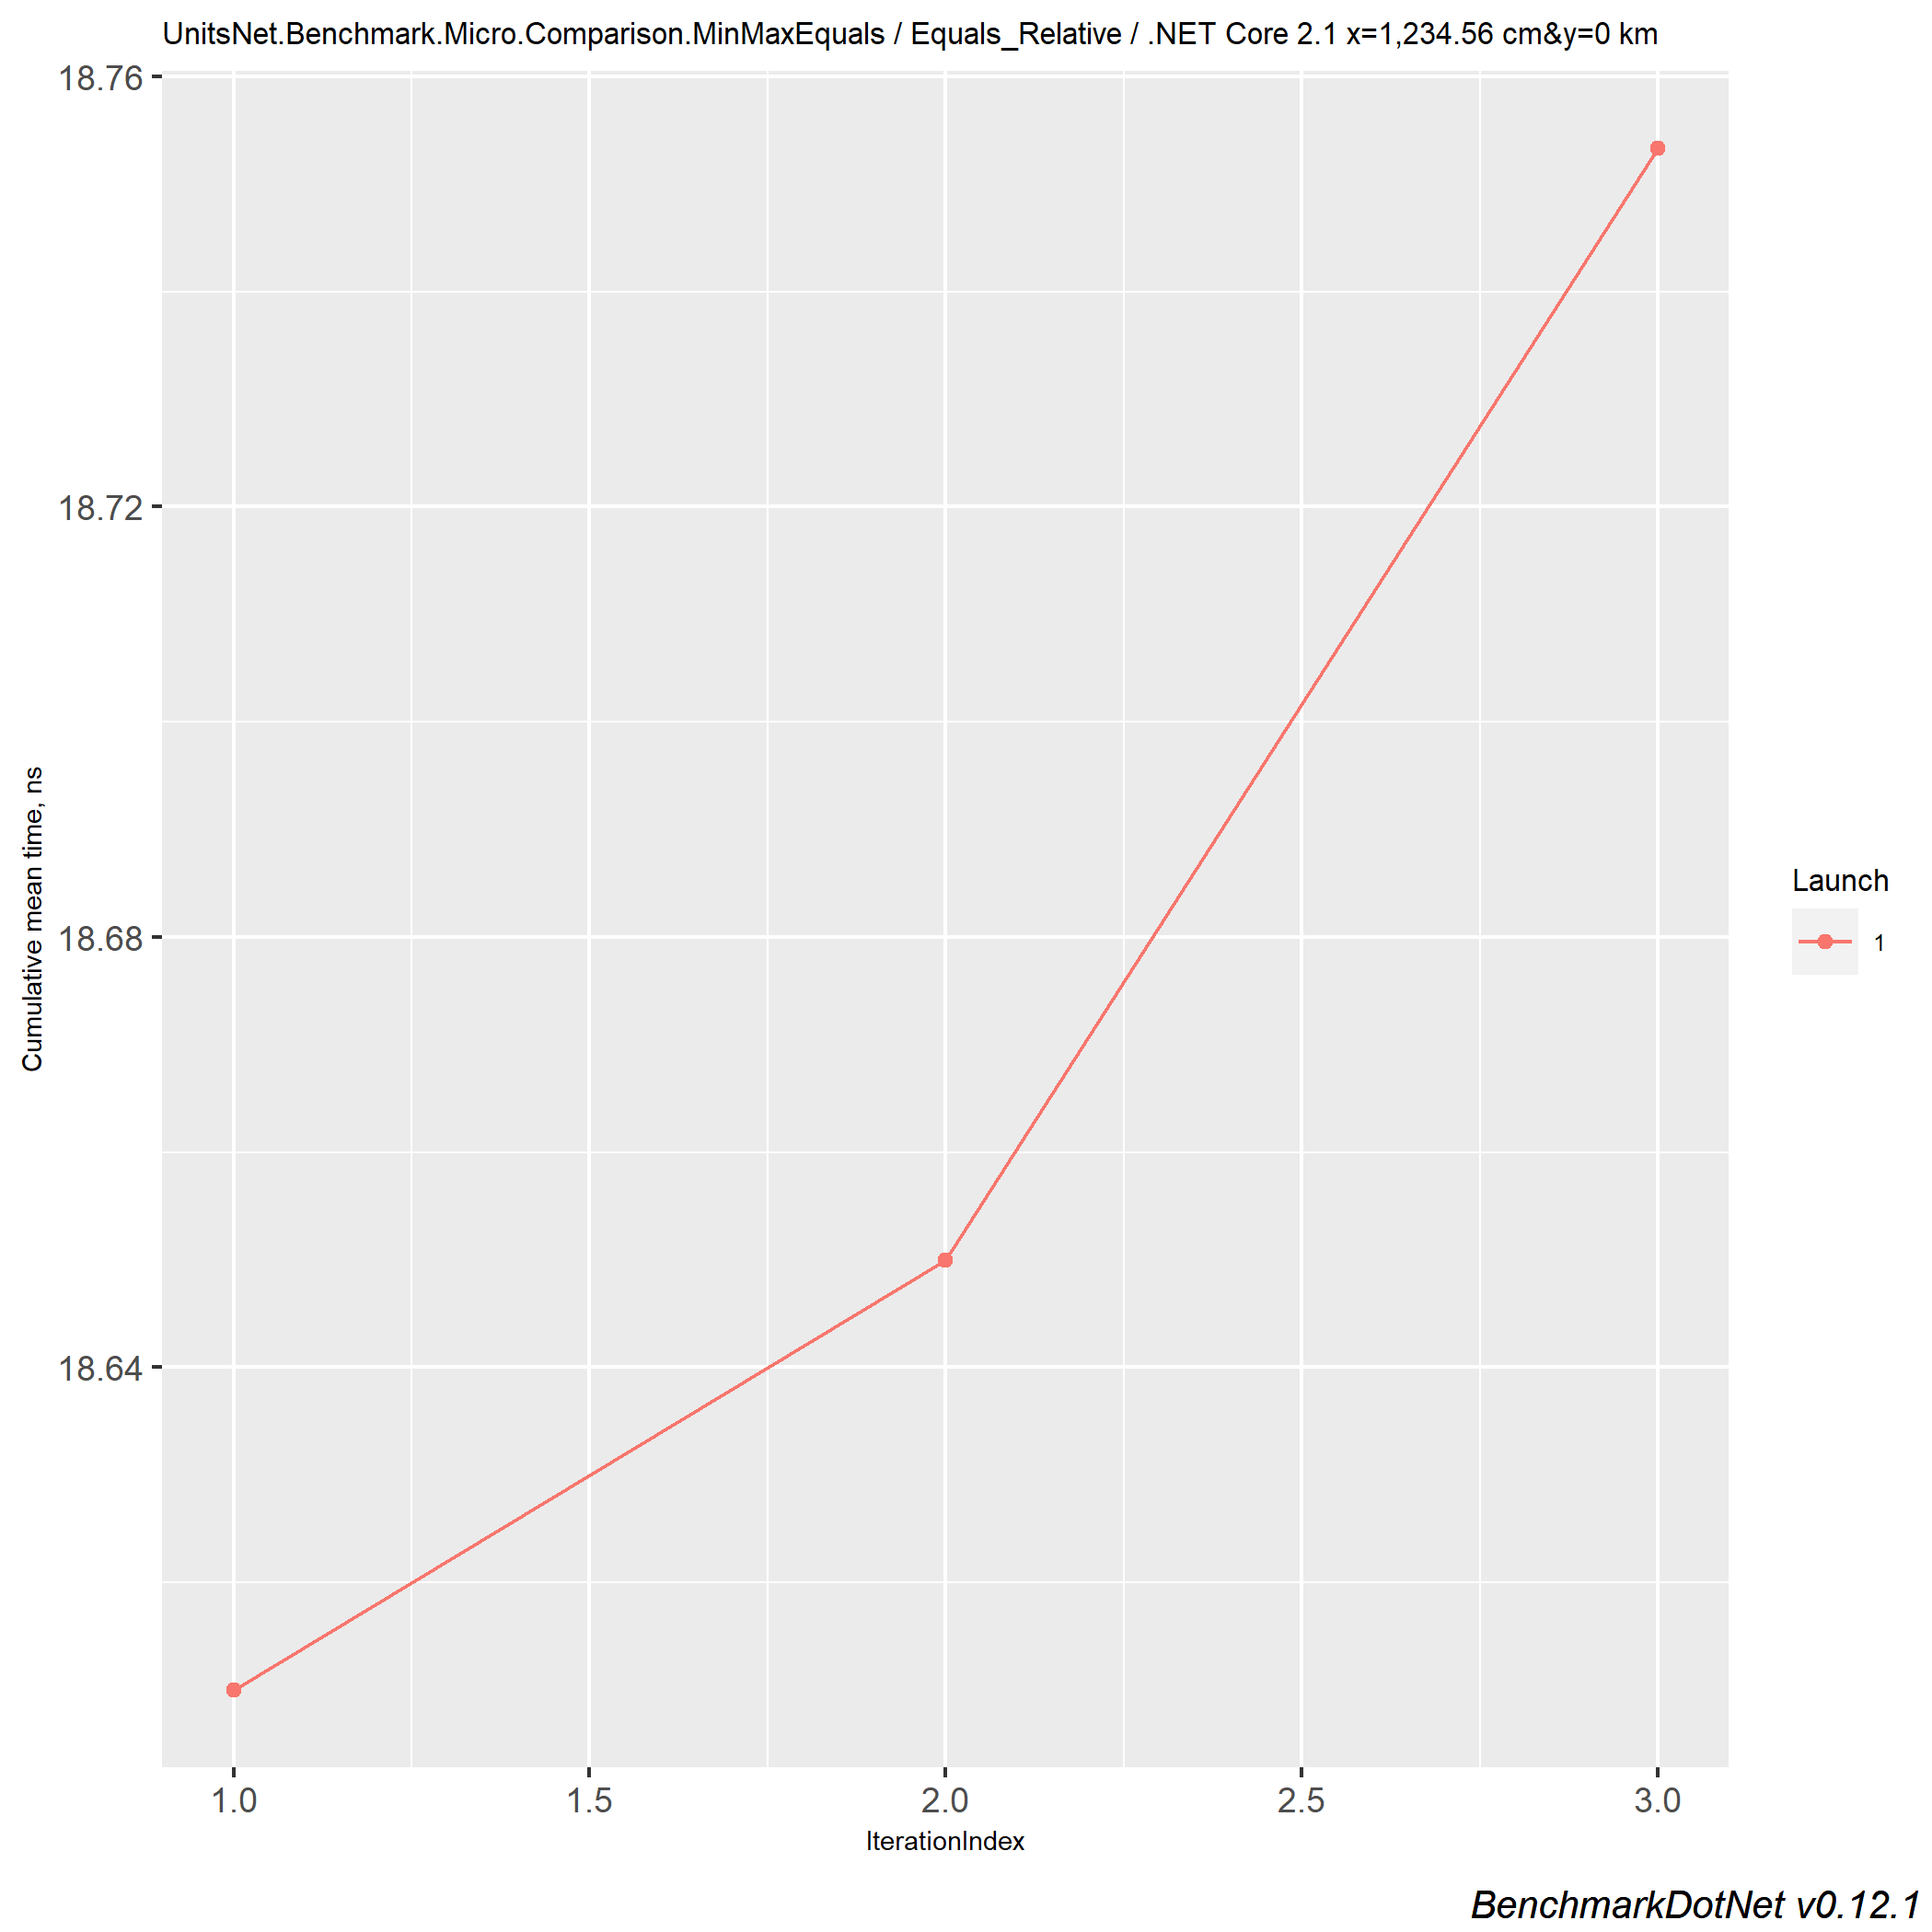 UnitsNet.Benchmark.Micro.Comparison.MinMaxEquals / Equals_Relative / .NET Core 2.1 x=1,234.56 cm&y=0 km
18.76
18.72
18.68
18.64
Cumulative mean time, ns
1.0 1.5 2.0 2.5 3.0
IterationIndex
Launch
1
BenchmarkDotNet v0.12.1